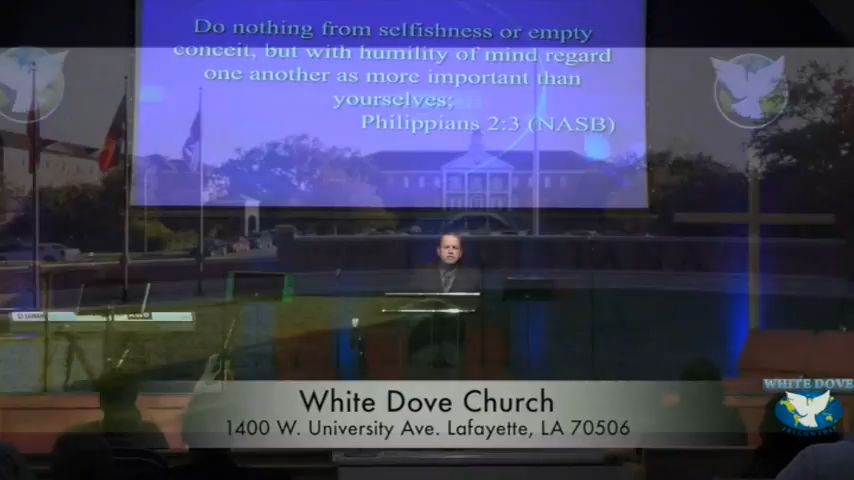 Do nothing from selfishness or empty
conceit, but with humility of mind regard
one another as more important than
yourselves;
Philippians 2:3 (NASB)
White Dove Church
1400 W. University Ave. Lafayette, LA 70506
WHITE DOVE
FELLOWSHIP